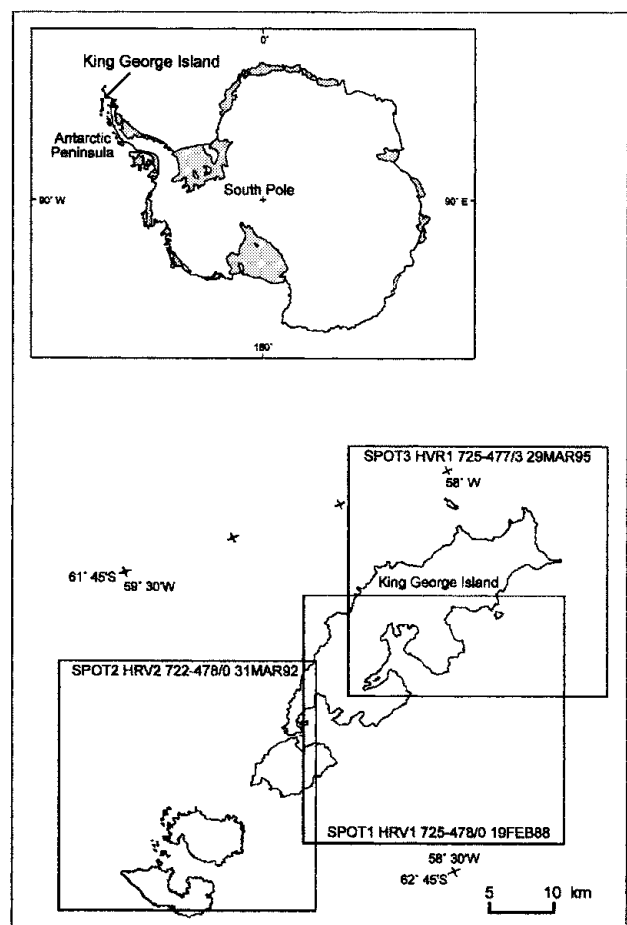 0°
King George Island
Antarctic
Peninsula
South Pole
90° W
90° E
180°
SPOT3 HVR1 725-477/3 29MAR95
58° W
61° 45'S
59° 30'W
King George Island
SPOT2 HRV2 722-478/0 31MAR92
SPOT1 HRV1 725-478/0 19FEB88
58° 30'W
62° 45'S
5 10 km